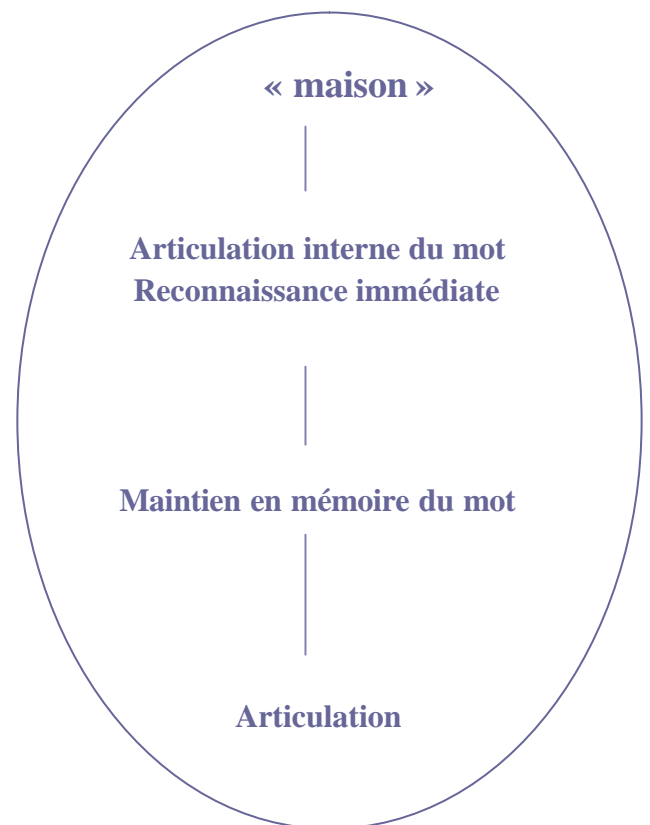 « maison »
Articulation interne du mot
Reconnaissance immédiate
Maintien en mémoire du mot
Articulation